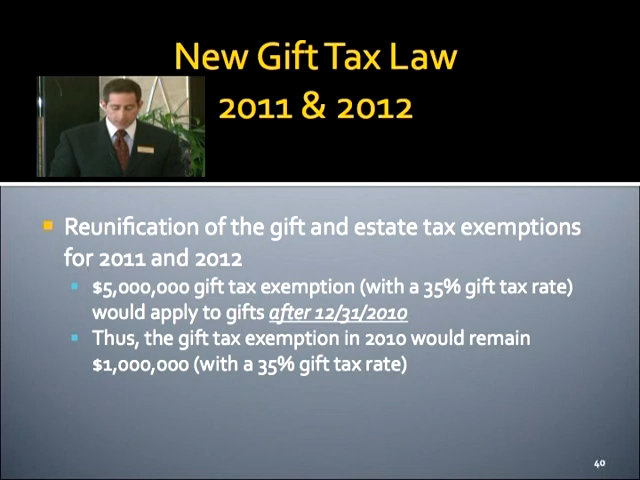 New Gift Tax Law
2011 & 2012
Reunification of the gift and estate tax exemptions
for 2011 and 2012
$5,000,000 gift tax exemption (with a 35% gift tax rate)
would apply to gifts after 12/31/2010
Thus, the gift tax exemption in 2010 would remain
$1,000,000 (with a 35% gift tax rate)
40